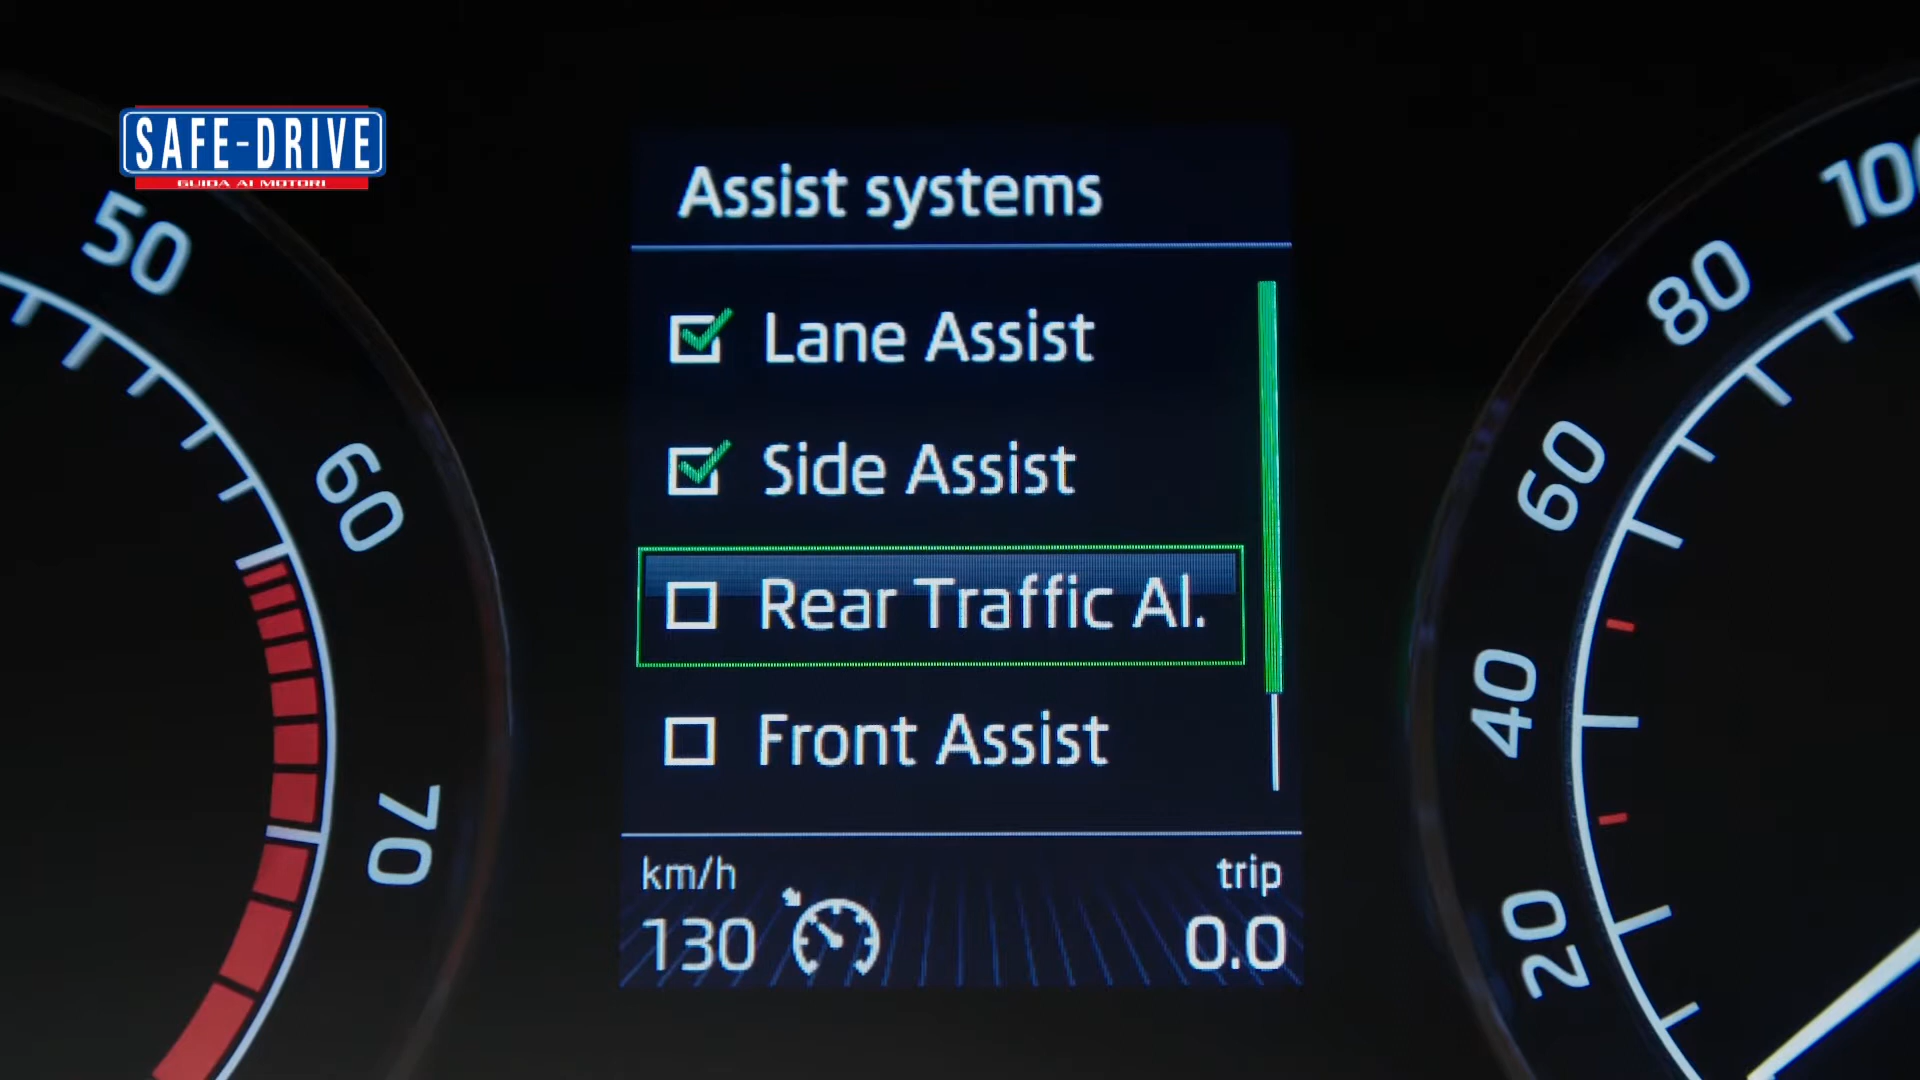 SAFE-DRIVE
GUIDA AI MOTORI
50
60
70
Assist systems
Lane Assist
Side Assist
Rear Traffic Al.
Front Assist
km/h
130
trip
0.0
100
80
60
40
20